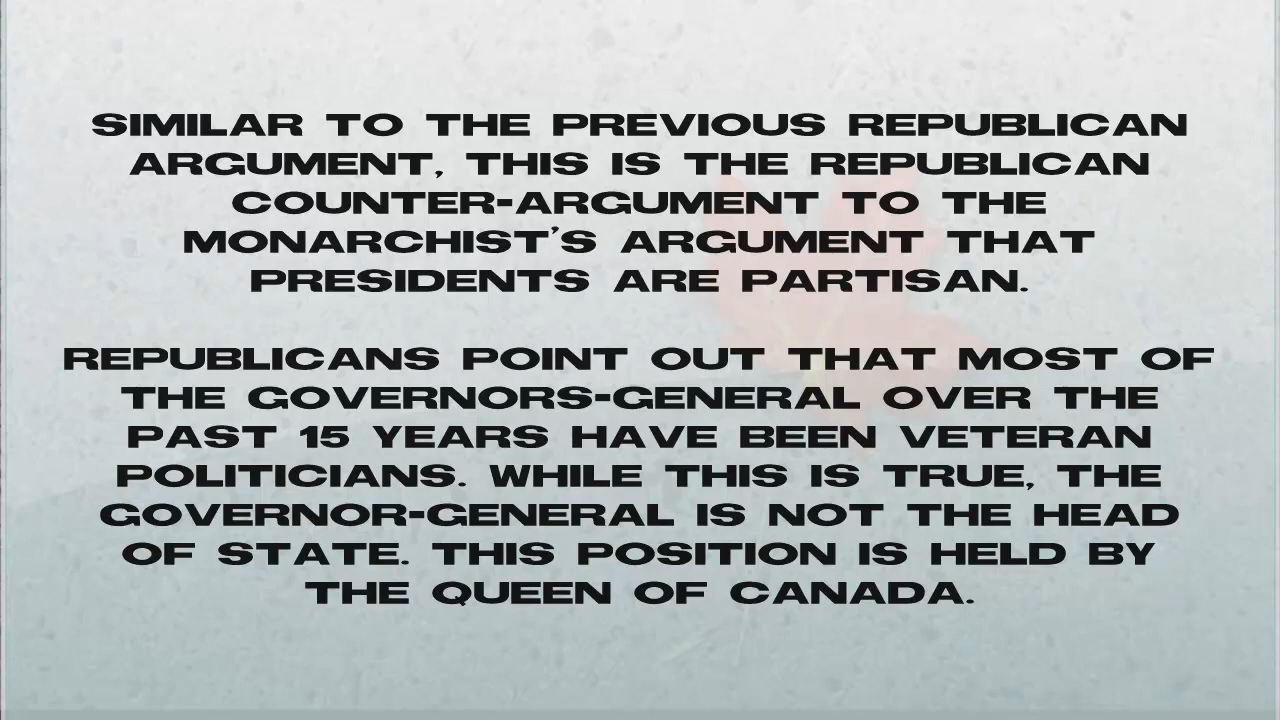 SIMILAR TO THE PREVIOUS REPUBLICAN
ARGUMENT, THIS IS THE REPUBLICAN
COUNTER-ARGUMENT TO THE
MONARCHIST'S ARGUMENT THAT
PRESIDENTS ARE PARTISAN.
REPUBLICANS POINT OUT THAT MOST OF
THE GOVERNORS-GENERAL OVER THE
PAST 15 YEARS HAVE BEEN VETERAN
POLITICIANS. WHILE THIS IS TRUE, THE
GOVERNOR-GENERAL IS NOT THE HEAD
OF STATE. THIS POSITION IS HELD BY
THE QUEEN OF CANADA.